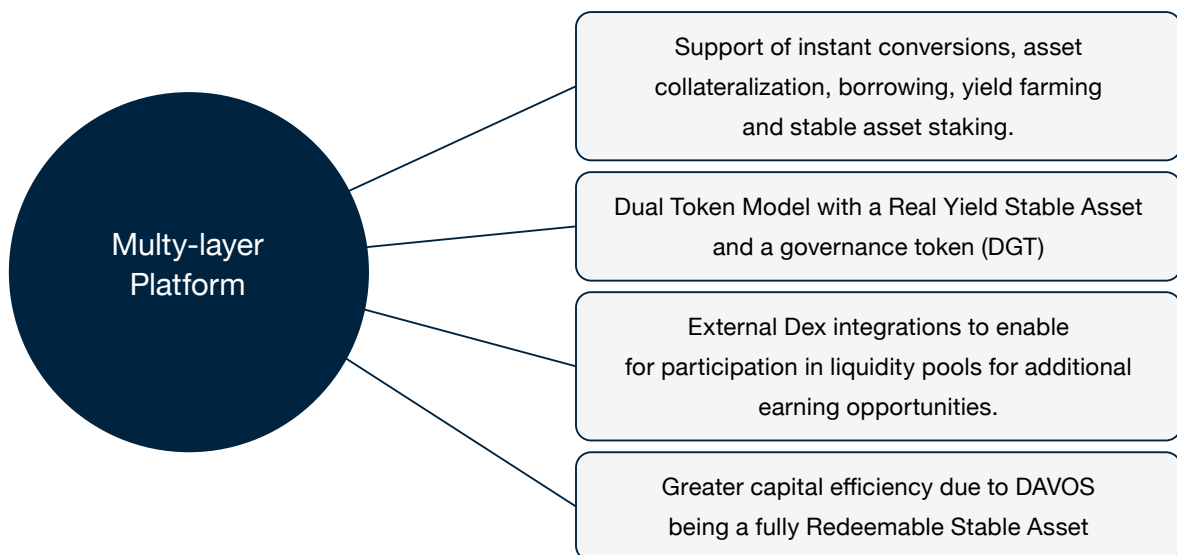 Multy-layer
Platform
Support of instant conversions, asset
collateralization, borrowing, yield farming
and stable asset staking.
Dual Token Model with a Real Yield Stable Asset
and a governance token (DGT)
External Dex integrations to enable
for participation in liquidity pools for additional
earning opportunities.
Greater capital efficiency due to DAVOS
being a fully Redeemable Stable Asset